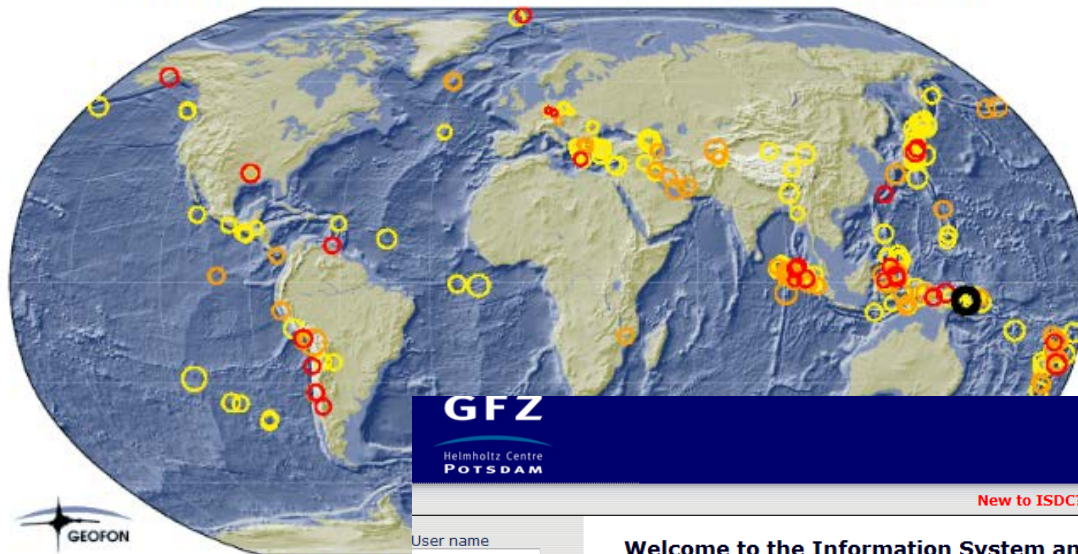 GFZ
Helmholtz Centre
POTSDAM
New to ISDC
GEOFON
User name
Welcome to the Information System an